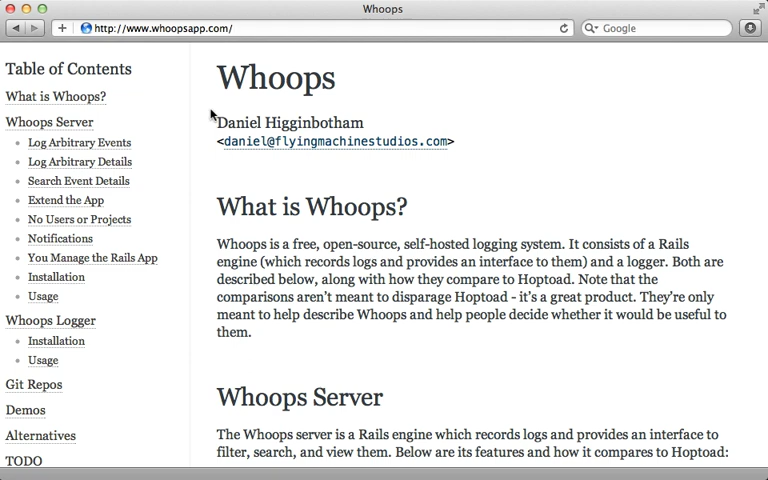 Whoops
http://www.whoopsapp.com/
Google
Table of Contents
What is Whoops?
Whoops Server
Log Arbitrary Events
Log Arbitrary Details
Search Event Details
Extend the App
No Users or Projects
Notifications
You Manage the Rails App
Installation
Usage
Whoops Logger
Installation
Usage
Git Repos
Demos
Alternatives
TODO
Whoops
Daniel Higginbotham
<daniel@flyingmachinestudios.com>
What is Whoops?
Whoops is a free, open-source, self-hosted logging system. It consists of a Rails
engine (which records logs and provides an interface to them) and a logger. Both are
described below, along with how they compare to Hoptoad. Note that the
comparisons aren't meant to disparage Hoptoad - it's a great product. They're only
meant to help describe Whoops and help people decide whether it would be useful to
them.
Whoops Server
The Whoops server is a Rails engine which records logs and provides an interface to
filter, search, and view them. Below are its features and how it compares to Hoptoad: